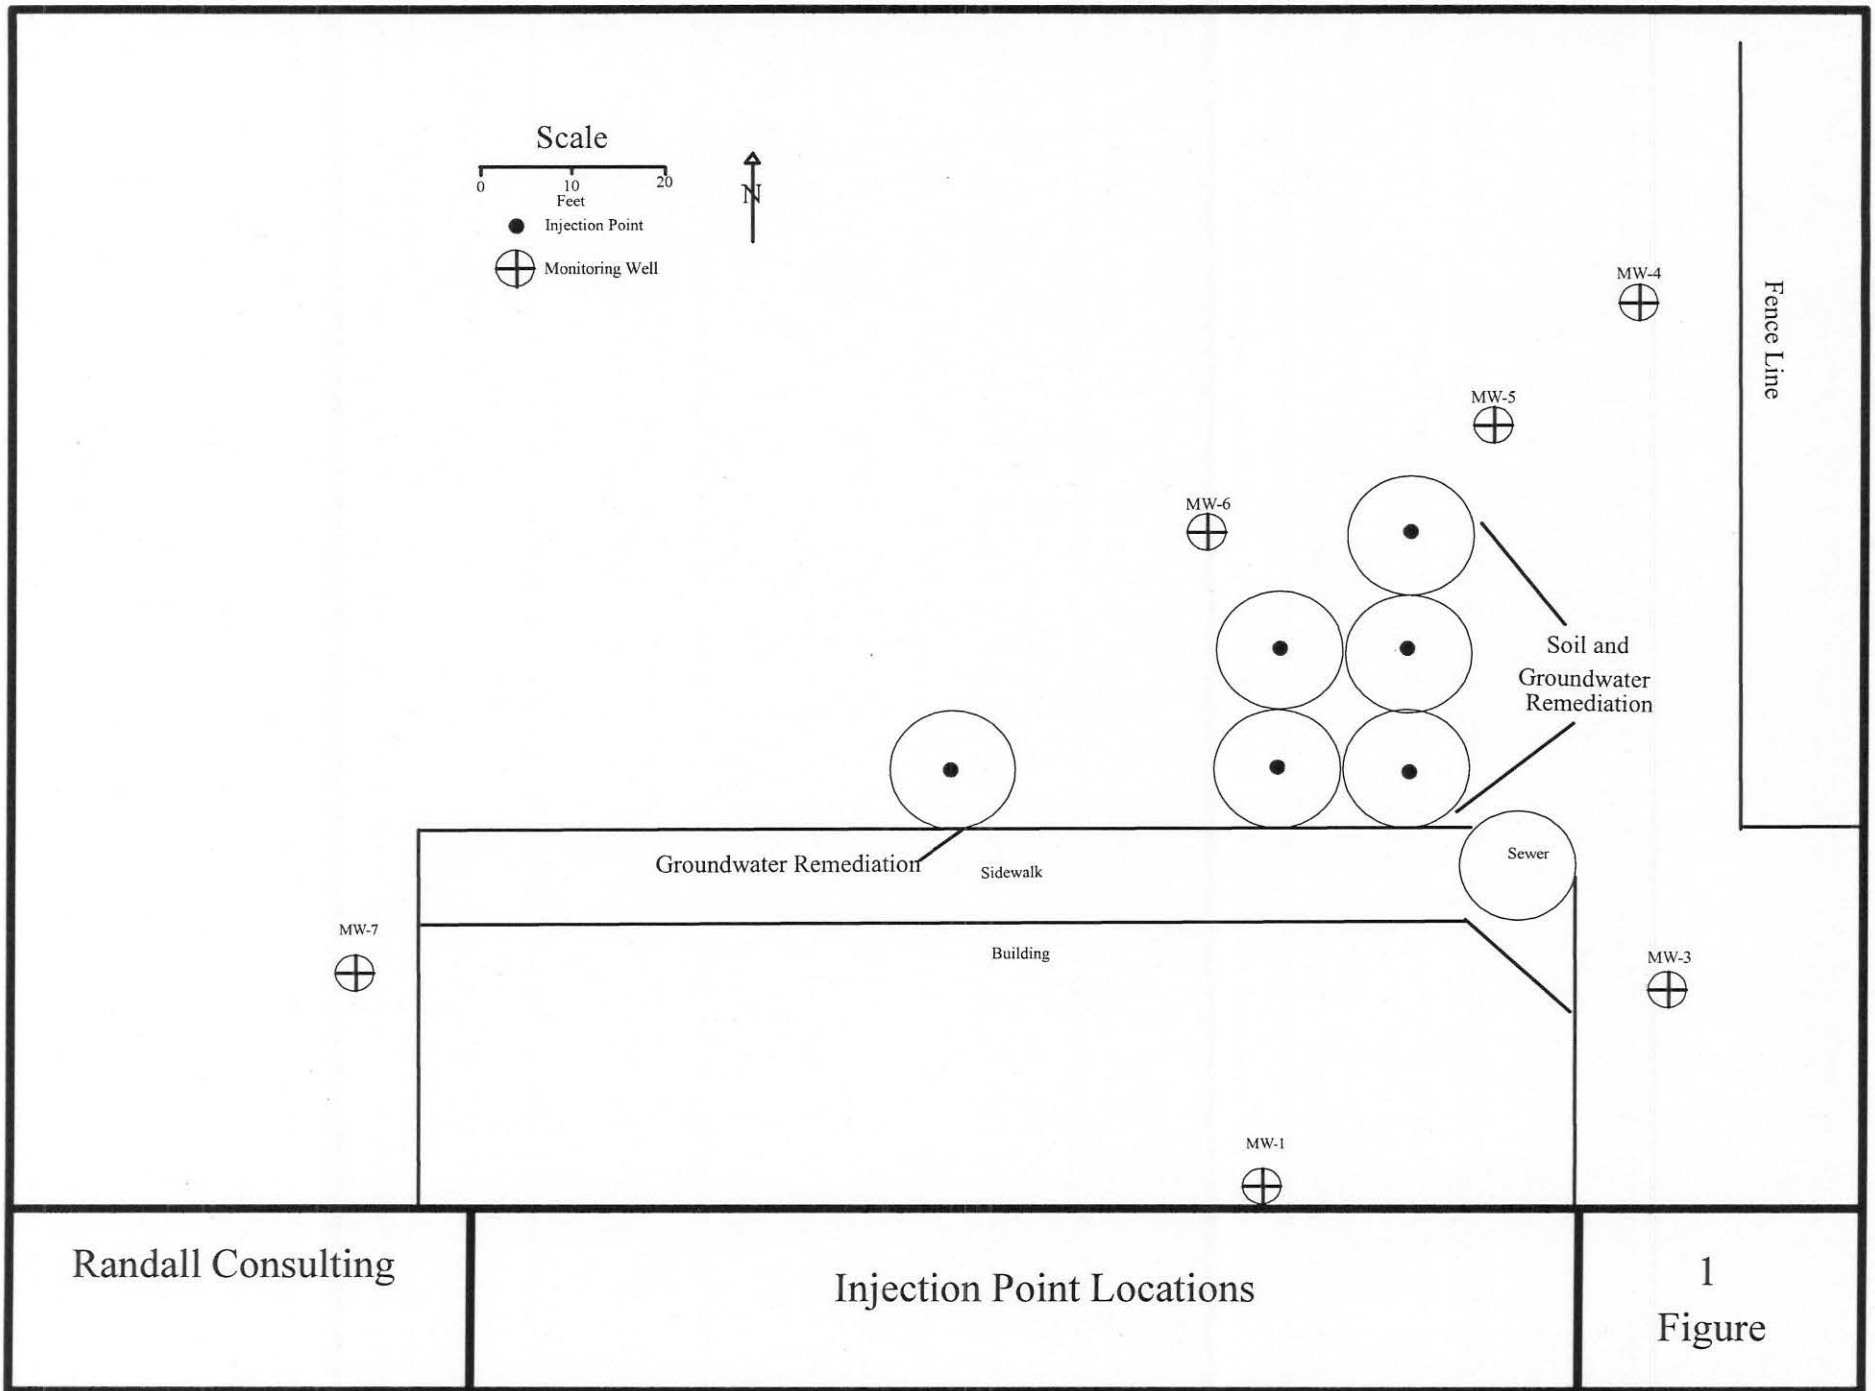 Scale
0 10 20
Feet
Injection Point
Monitoring Well
N
MW-4
Fence Line
MW-5
MW-6
Soil and
Groundwater
Remediation
Groundwater Remediation
Sidewalk
Sewer
Building
MW-7
MW-3
MW-1
Randall Consulting
Injection Point Locations
1
Figure